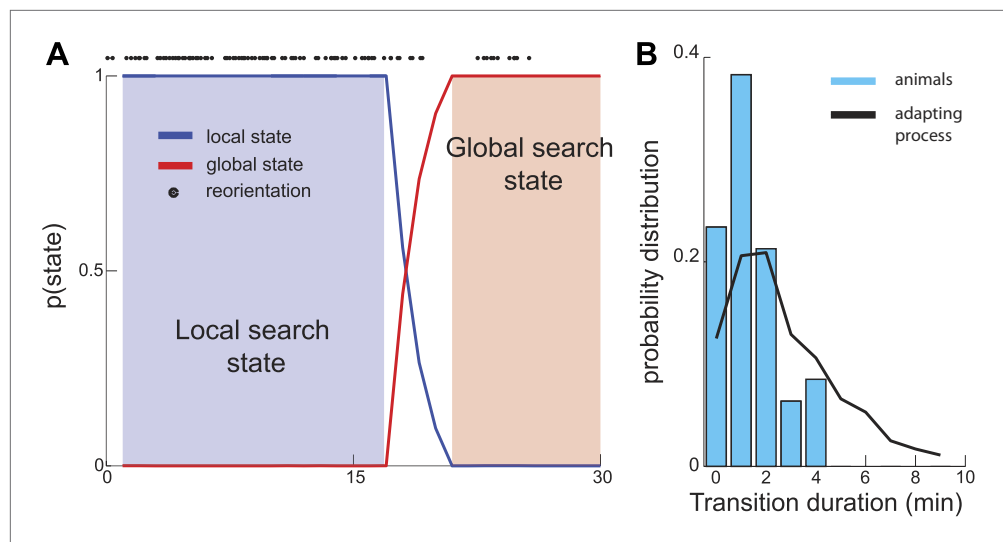 A
1
0.5
0
p(state)
local state
global state
reorientation
Local search
state
Global search
state
0
15
30
B
0.4
0.2
0
probability distribution
animals
adapting
process
0
2
4
6
8
10
Transition duration (min)